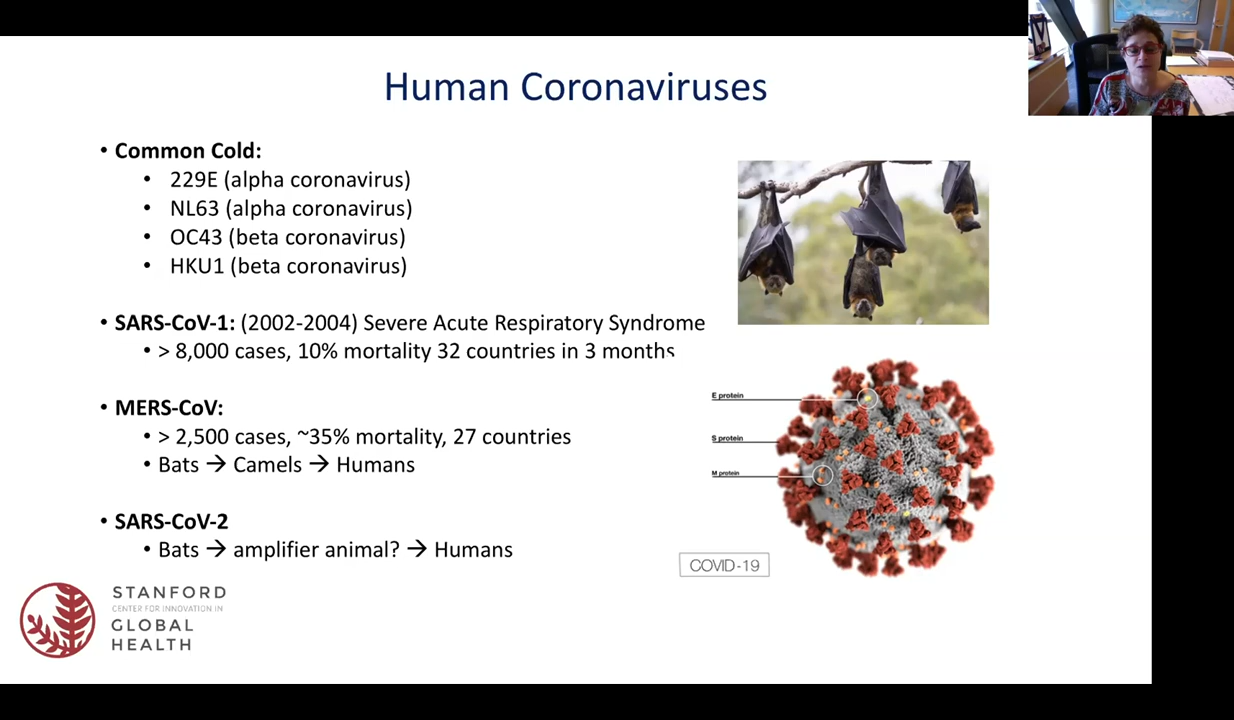 Human Coronaviruses
• Common Cold:
• 229E (alpha coronavirus)
• NL63 (alpha coronavirus)
• OC43 (beta coronavirus)
• HKU1 (beta coronavirus)
• SARS-CoV-1: (2002-2004) Severe Acute Respiratory Syndrome
• > 8,000 cases, 10% mortality 32 countries in 3 months
• MERS-CoV:
• > 2,500 cases, ~35% mortality, 27 countries
• Bats → Camels → Humans
• SARS-CoV-2
• Bats → amplifier animal? → Humans
E protein
S protein
M protein
COVID-19
STANFORD
CENTER FOR INNOVATION IN
GLOBAL
HEALTH